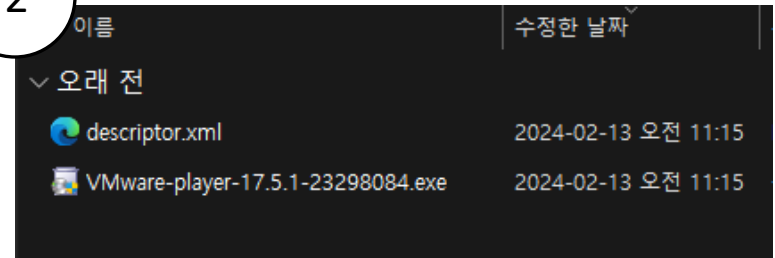 2
이름 수정한 날짜
오래 전
descriptor.xml 2024-02-13 오전 11:15
VMware-player-17.5.1-23298084.exe 2024-02-13 오전 11:15